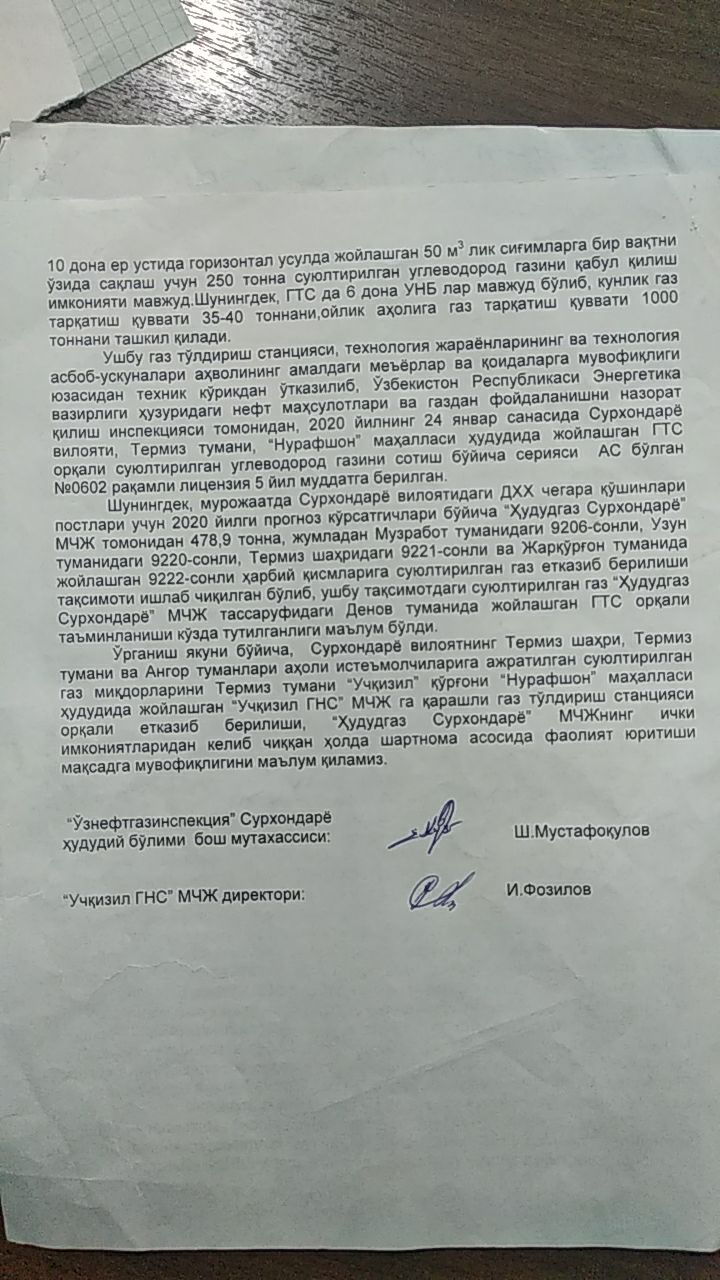 10 дона ер устида горизонтал усулда жойлашган 50 м³ лик сиғимларга бир вақтни
ўзида сақлаш учун 250 тонна суюлтирилган углеводород газини қабул қилиш
имконияти мавжуд.Шунингдек, ГТС да 6 дона УНБ лар мавжуд бўлиб, кунлик газ
тарқатиш қуввати 35-40 тоннани,ойлик аҳолига газ тарқатиш қуввати 1000
тоннани ташкил қилади.
Ушбу газ тўлдириш станцияси, технология жараёнларининг ва технология
асбоб-ускуналари аҳволининг амалдаги меъёрлар ва қоидаларга мувофиқлиги
юзасидан техник кўрикдан ўтказилиб, Ўзбекистон Республикаси Энергетика
вазирлиги ҳузуридаги нефт маҳсулотлари ва газдан фойдаланишни назорат
қилиш инспекцияси томонидан, 2020 йилнинг 24 январ санасида Сурхондарё
вилояти, Термиз тумани, “Нурафшон” маҳалласи ҳудудида жойлашган ГТС
орқали суюлтирилган углеводород газини сотиш бўйича серияси АС бўлган
№0602 рақамли лицензия 5 йил муддатга берилган.
Шунингдек, мурожаатда Сурхондарё вилоятидаги ДХХ чегара қўшинлари
постлари учун 2020 йилги прогноз кўрсатгичлари бўйича “Ҳудудгаз Сурхондарё”
МЧЖ томонидан 478,9 тонна, жумладан Музработ туманидаги 9206-сонли, Узун
туманидаги 9220-сонли, Термиз шаҳридаги 9221-сонли ва Жарқўрғон туманида
жойлашган 9222-сонли ҳарбий қисмларига суюлтирилган газ етказиб берилиши
тақсимоти ишлаб чиқилган бўлиб, ушбу тақсимотдаги суюлтирилган газ “Ҳудудгаз
Сурхондарё” МЧЖ тассаруфидаги Денов туманида жойлашган ГТС орқали
таъминланиши кўзда тутилганлиги маълум бўлди.
Ўрганиш якуни бўйича, Сурхондарё вилоятнинг Термиз шаҳри, Термиз
тумани ва Ангор туманлари аҳоли истеъмолчиларига ажратилган суюлтирилган
газ миқдорларини Термиз тумани “Учқизил” қўрғони “Нурафшон” маҳалласи
ҳудудида жойлашган “Учқизил ГНС” МЧЖ га қарашли газ тўлдириш станцияси
орқали етказиб берилиши, “Ҳудудгаз Сурхондарё” МЧЖнинг ички
имкониятларидан келиб чиққан ҳолда шартнома асосида фаолият юритиши
мақсадга мувофиқлигини маълум қиламиз.
“Ўзнефтгазинспекция” Сурхондарё
ҳудудий бўлими бош мутахассиси: Ш.Мустафоқулов
“Учқизил ГНС” МЧЖ директори: И.Фозилов